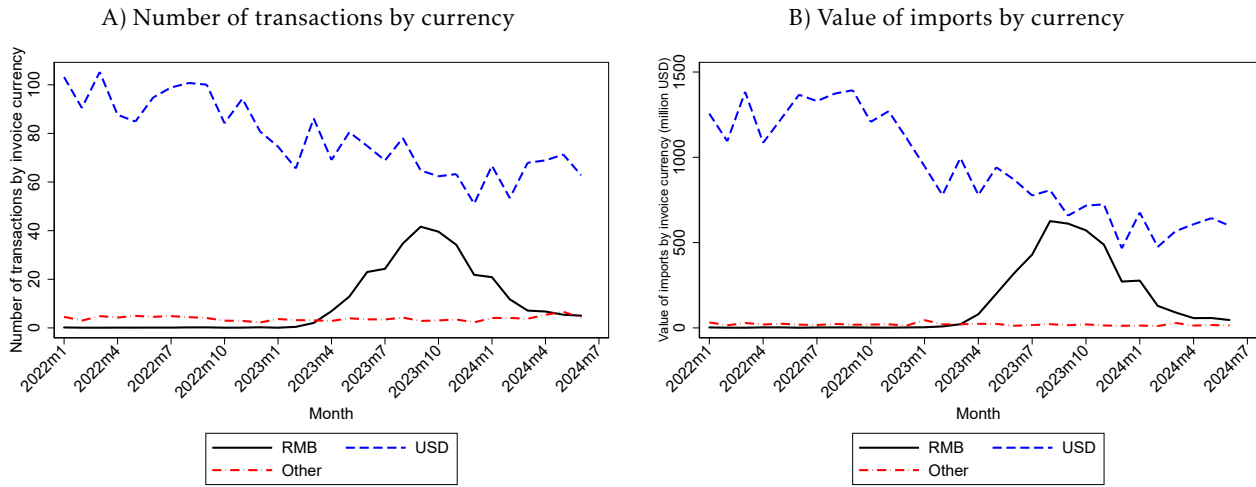 A) Number of transactions by currency
Number of transactions by invoice currency
100
80
60
40
20
0
2022m1
2022m4
2022m7
2022m10
2023m1
2023m4
2023m7
2023m10
2024m1
2024m4
2024m7
Month
RMB
USD
Other
B) Value of imports by currency
Value of imports by invoice currency (million USD)
1500
1000
500
0
2022m1
2022m4
2022m7
2022m10
2023m1
2023m4
2023m7
2023m10
2024m1
2024m4
2024m7
Month
RMB
USD
Other